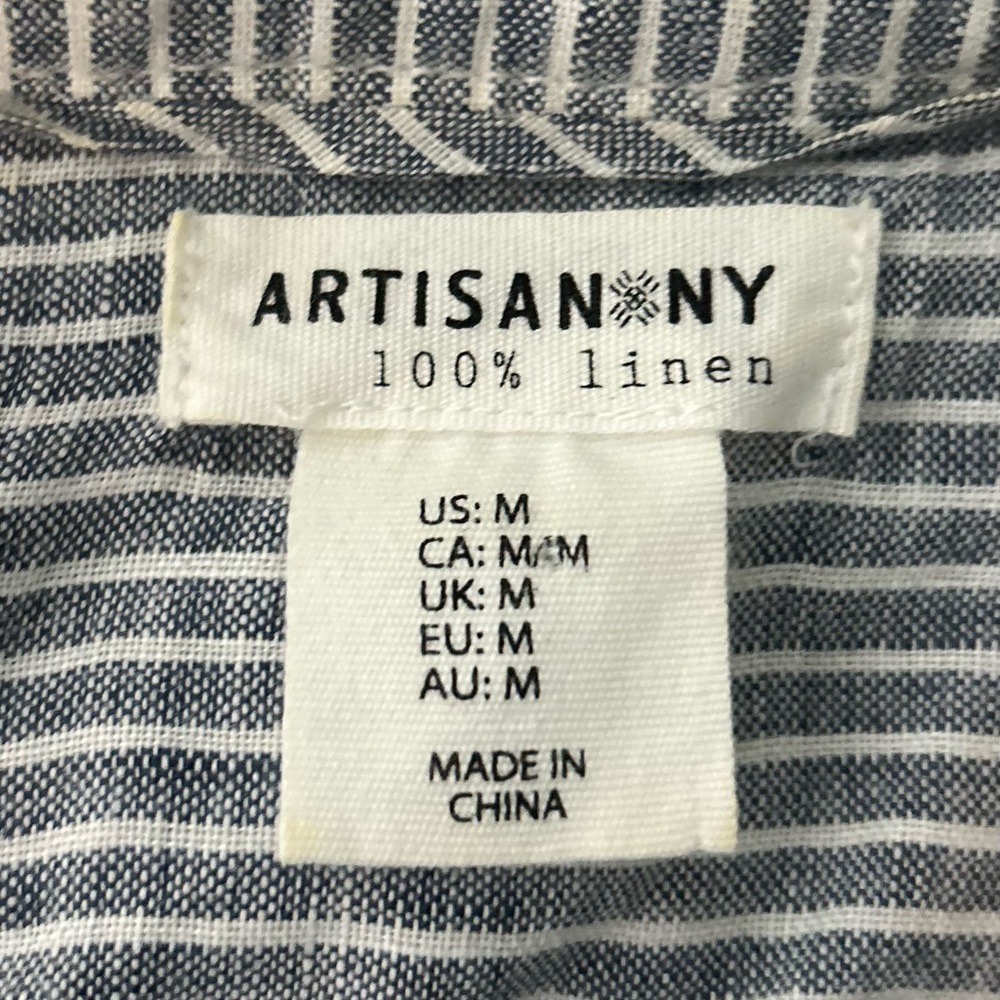 ARTISAN NY
100% linen
US: M
CA: M/M
UK: M
EU: M
AU: M
MADE IN
CHINA